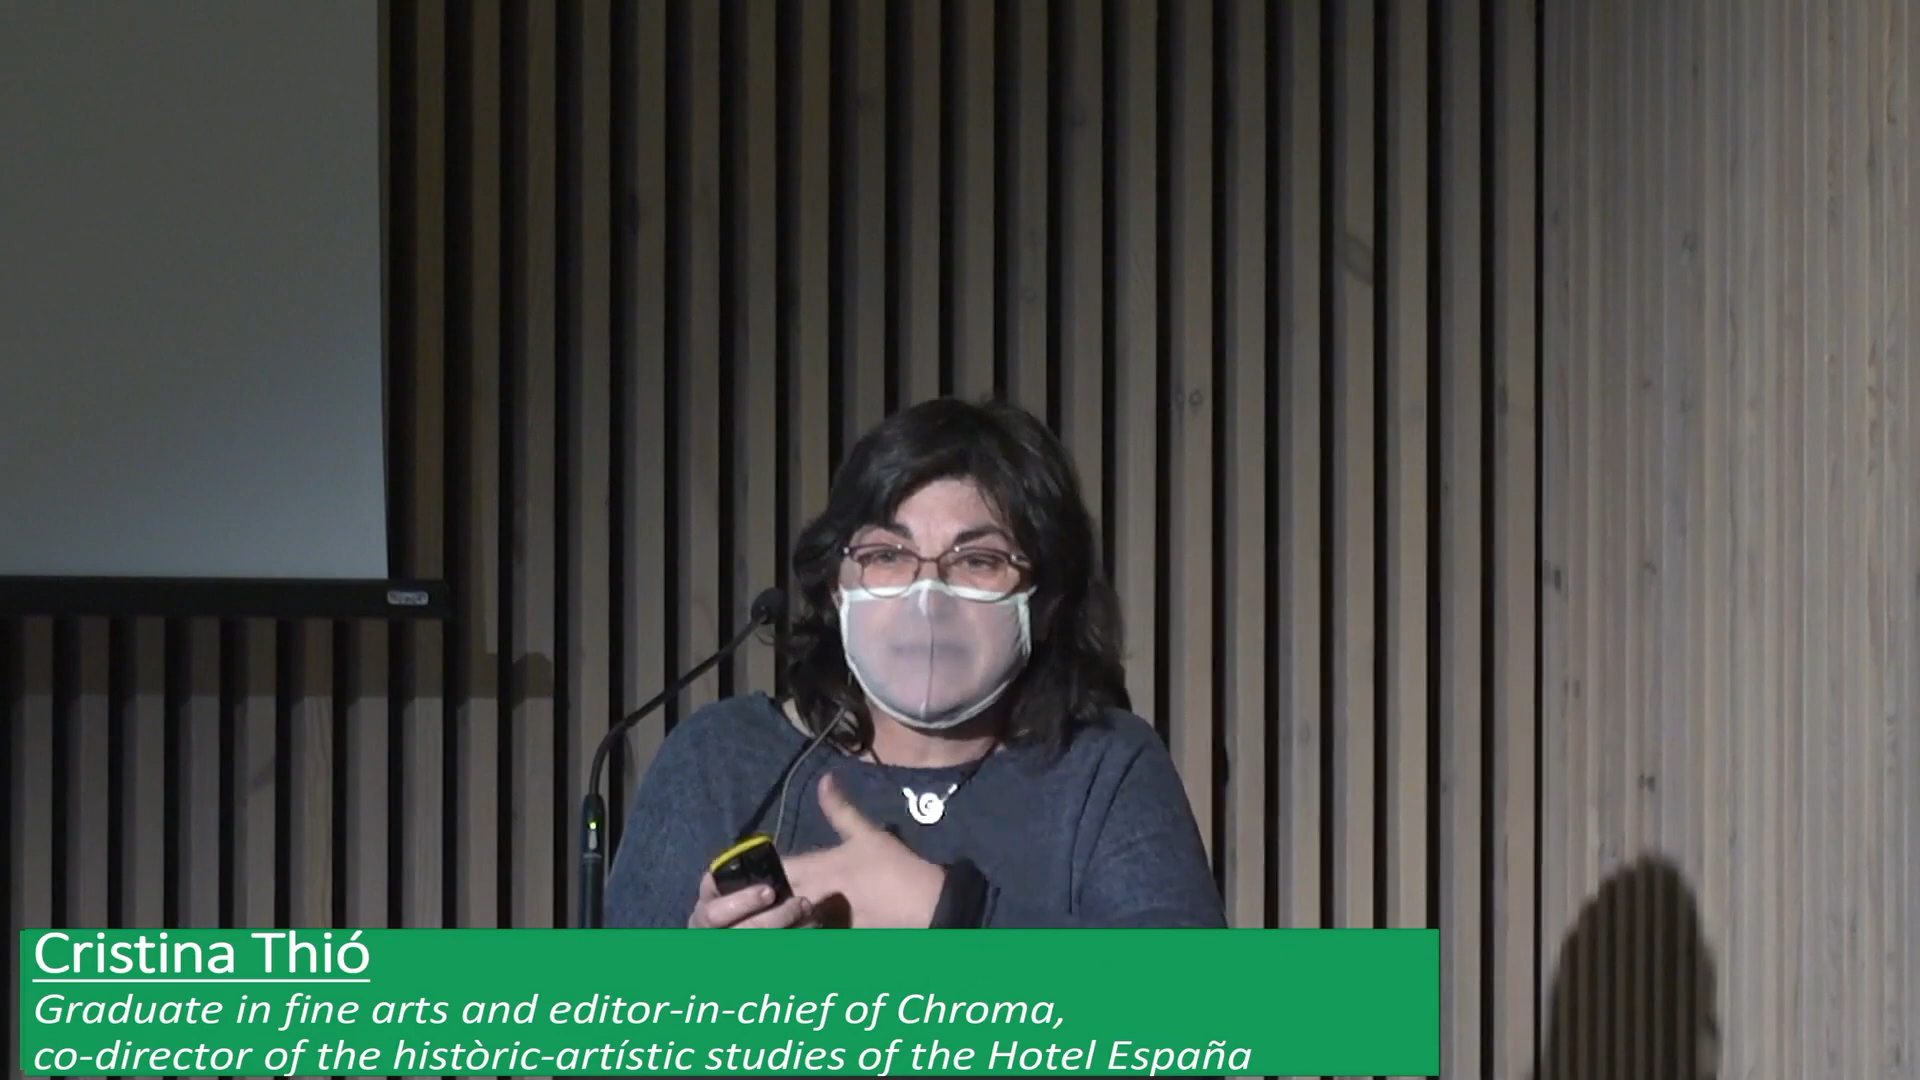 Cristina Thió
Graduate in fine arts and editor-in-chief of Chroma,
co-director of the històric-artístic studies of the Hotel España